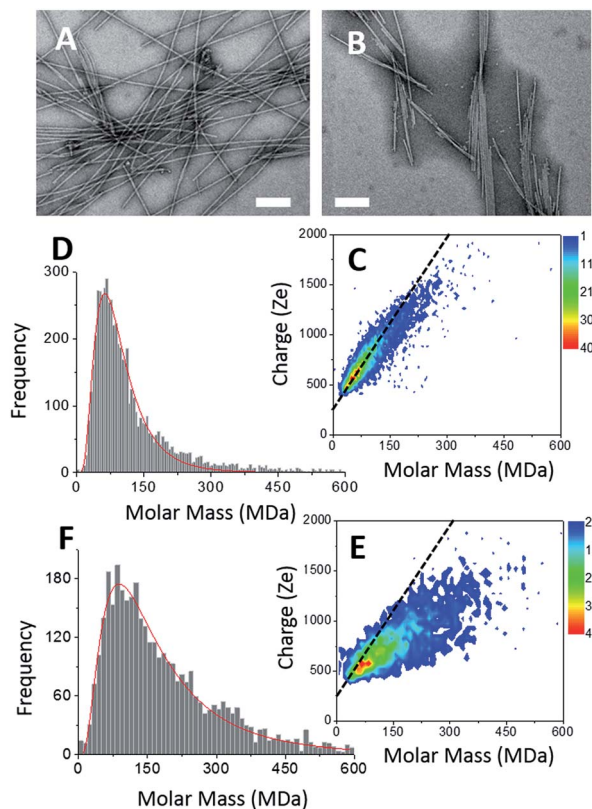 A
B
D
300
200
100
0
Frequency
0 150 300 450 600
Molar Mass (MDa)
C
2000
1500
1000
500
0
Charge (Ze)
0 150 300 450 600
Molar Mass (MDa)
1
11
21
30
40
F
180
120
60
0
Frequency
0 150 300 450 600
Molar Mass (MDa)
E
2000
1500
1000
500
0
Charge (Ze)
0 150 300 450 600
Molar Mass (MDa)
2
1
2
3
4